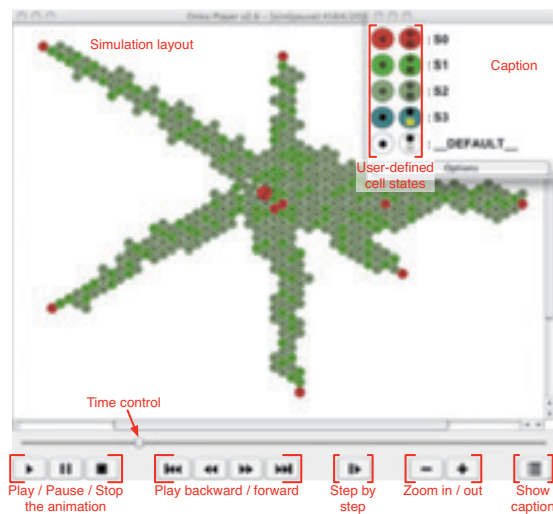 Simulation layout
: S0
Caption
: S1
: S2
: S3
: __DEFAULT__
Options
User-defined
cell states
Time control
Play / Pause / Stop
the animation
Play backward / forward
Step by
step
Zoom in / out
Show
caption